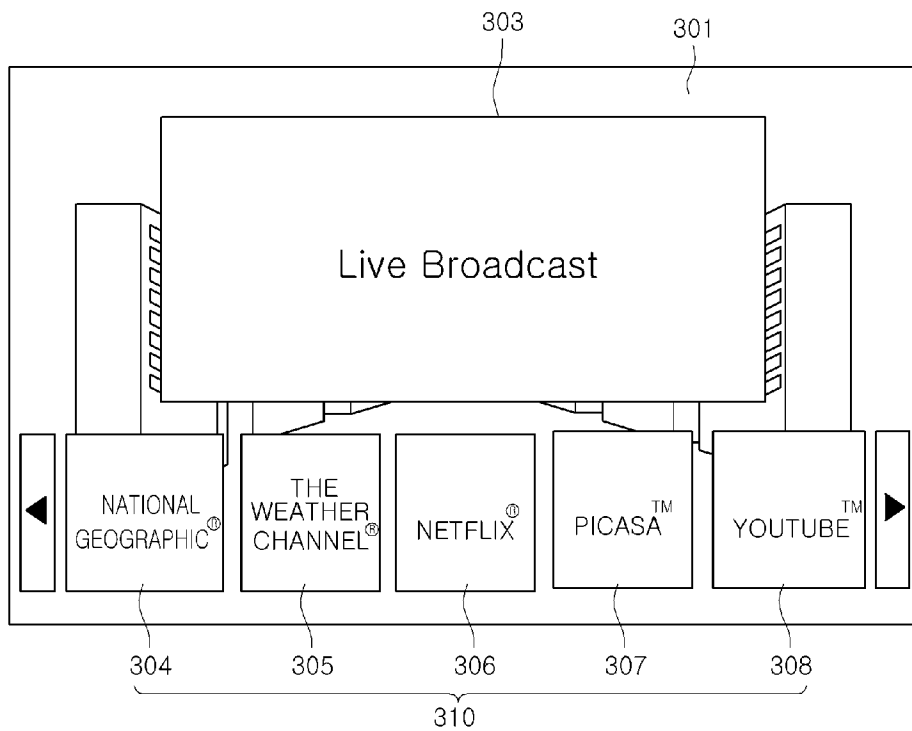 303
301
Live Broadcast
NATIONAL
GEOGRAPHIC®
THE
WEATHER
CHANNEL®
NETFLIX®
PICASA™
YOUTUBE™
304
305
306
307
308
310